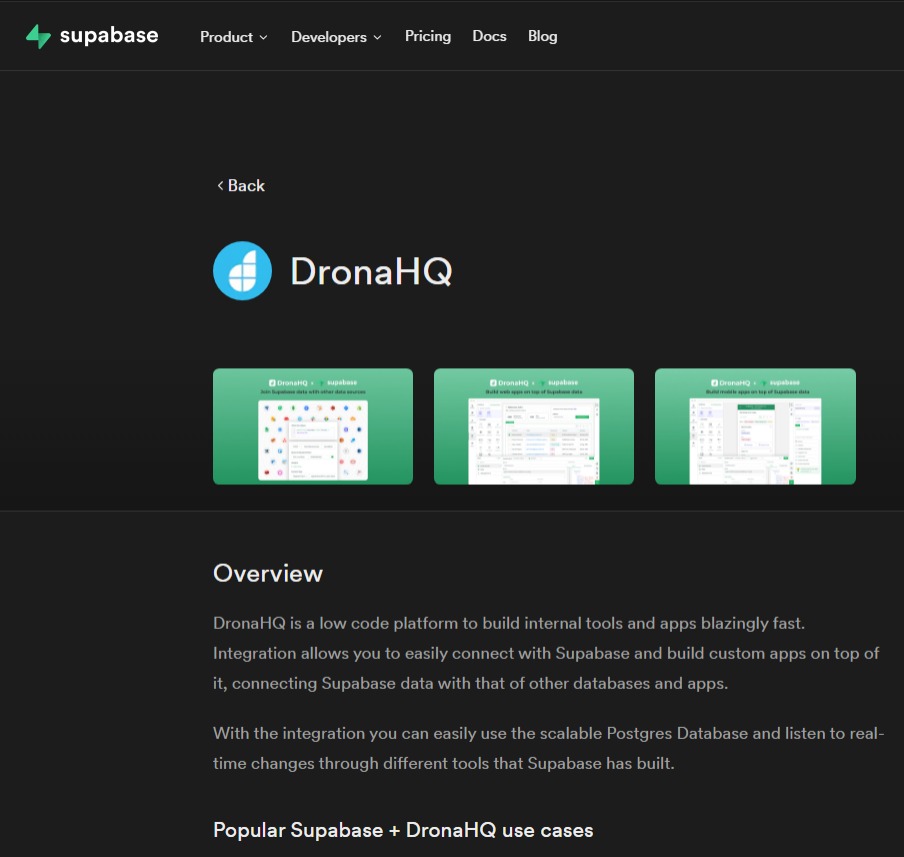 supabase
Product
Developers
Pricing
Docs
Blog
Back
DronaHQ
DronaHQ + supabase
Join Supabase data with other data sources
DronaHQ + supabase
Build web apps on top of Supabase data
DronaHQ + supabase
Build mobile apps on top of Supabase data
Overview
DronaHQ is a low code platform to build internal tools and apps blazingly fast.
Integration allows you to easily connect with Supabase and build custom apps on top of
it, connecting Supabase data with that of other databases and apps.
With the integration you can easily use the scalable Postgres Database and listen to real-
time changes through different tools that Supabase has built.
Popular Supabase + DronaHQ use cases